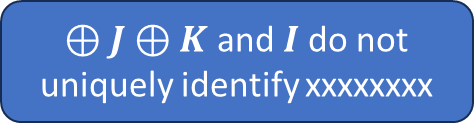 ⊕ J ⊕ K and I do not
uniquely identify xxxxxxxx